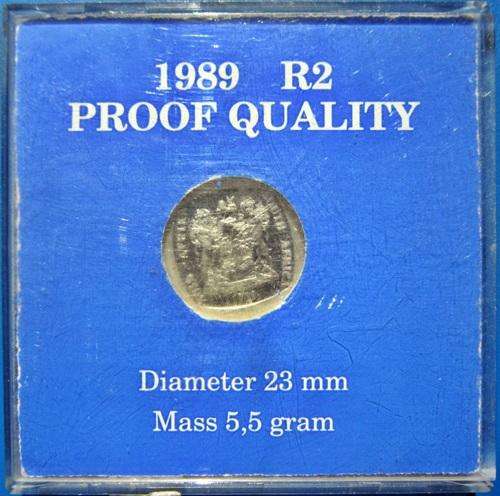 1989 R2
PROOF QUALITY
Diameter 23 mm
Mass 5,5 gram